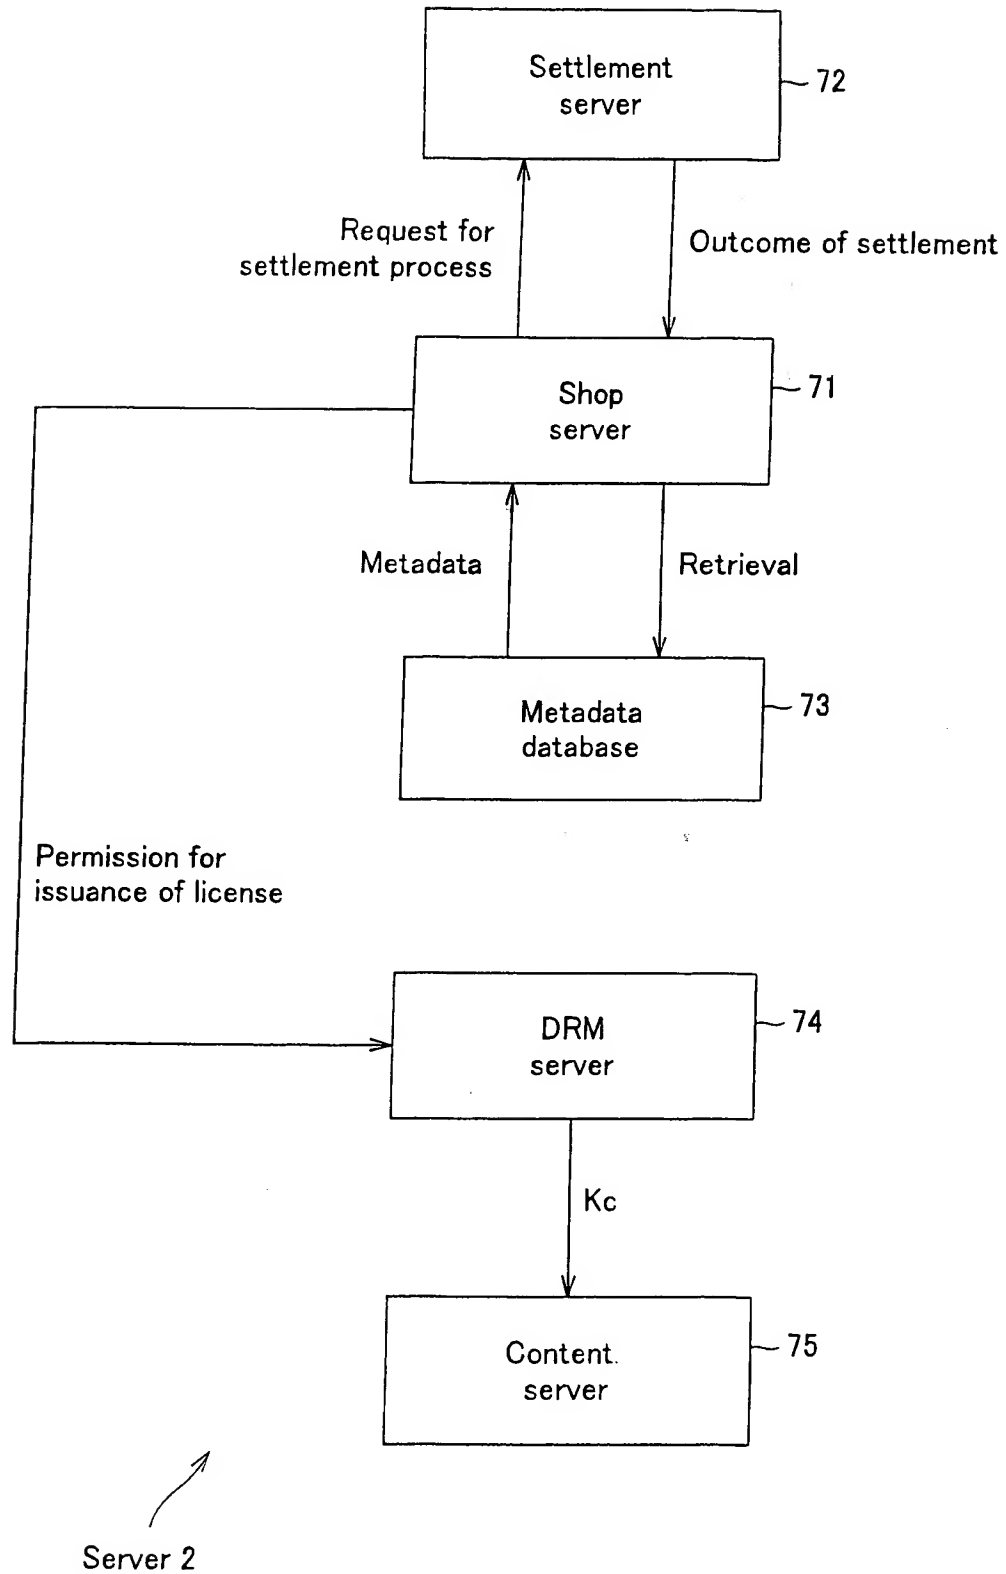 Settlement
server
72
Request for
settlement process
Outcome of settlement
Shop
server
71
Metadata
Retrieval
Metadata
database
73
Permission for
issuance of license
DRM
server
74
Kc
Content
server
75
Server 2